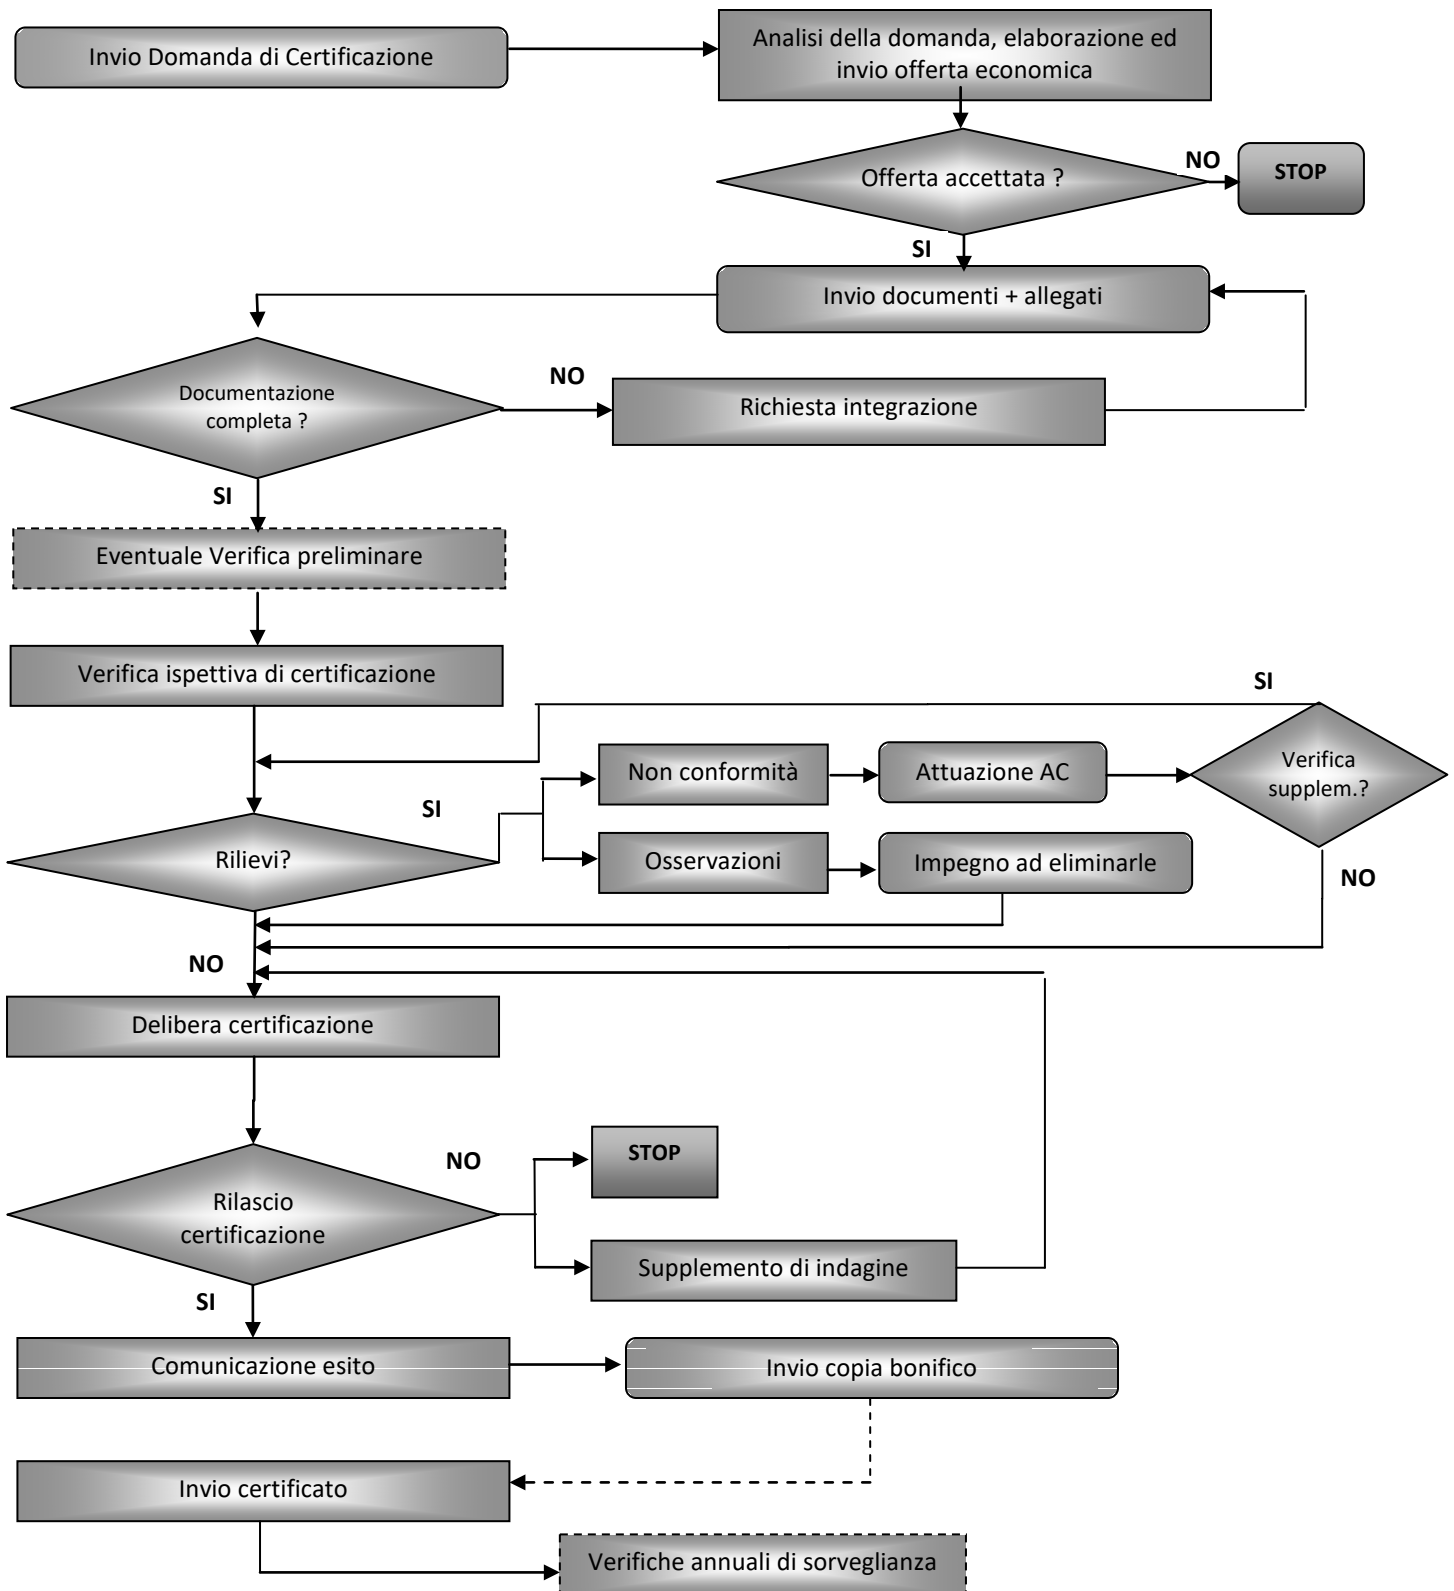 Invio Domanda di Certificazione
Analisi della domanda, elaborazione ed
invio offerta economica
Offerta accettata ?
NO
STOP
SI
Invio documenti + allegati
Documentazione
completa ?
NO
Richiesta integrazione
SI
Eventuale Verifica preliminare
Verifica ispettiva di certificazione
SI
Non conformità
Attuazione AC
Verifica
supplem.?
SI
Rilievi?
Osservazioni
Impegno ad eliminarle
NO
NO
Delibera certificazione
NO
STOP
Rilascio
certificazione
Supplemento di indagine
SI
Comunicazione esito
Invio copia bonifico
Invio certificato
Verifiche annuali di sorveglianza